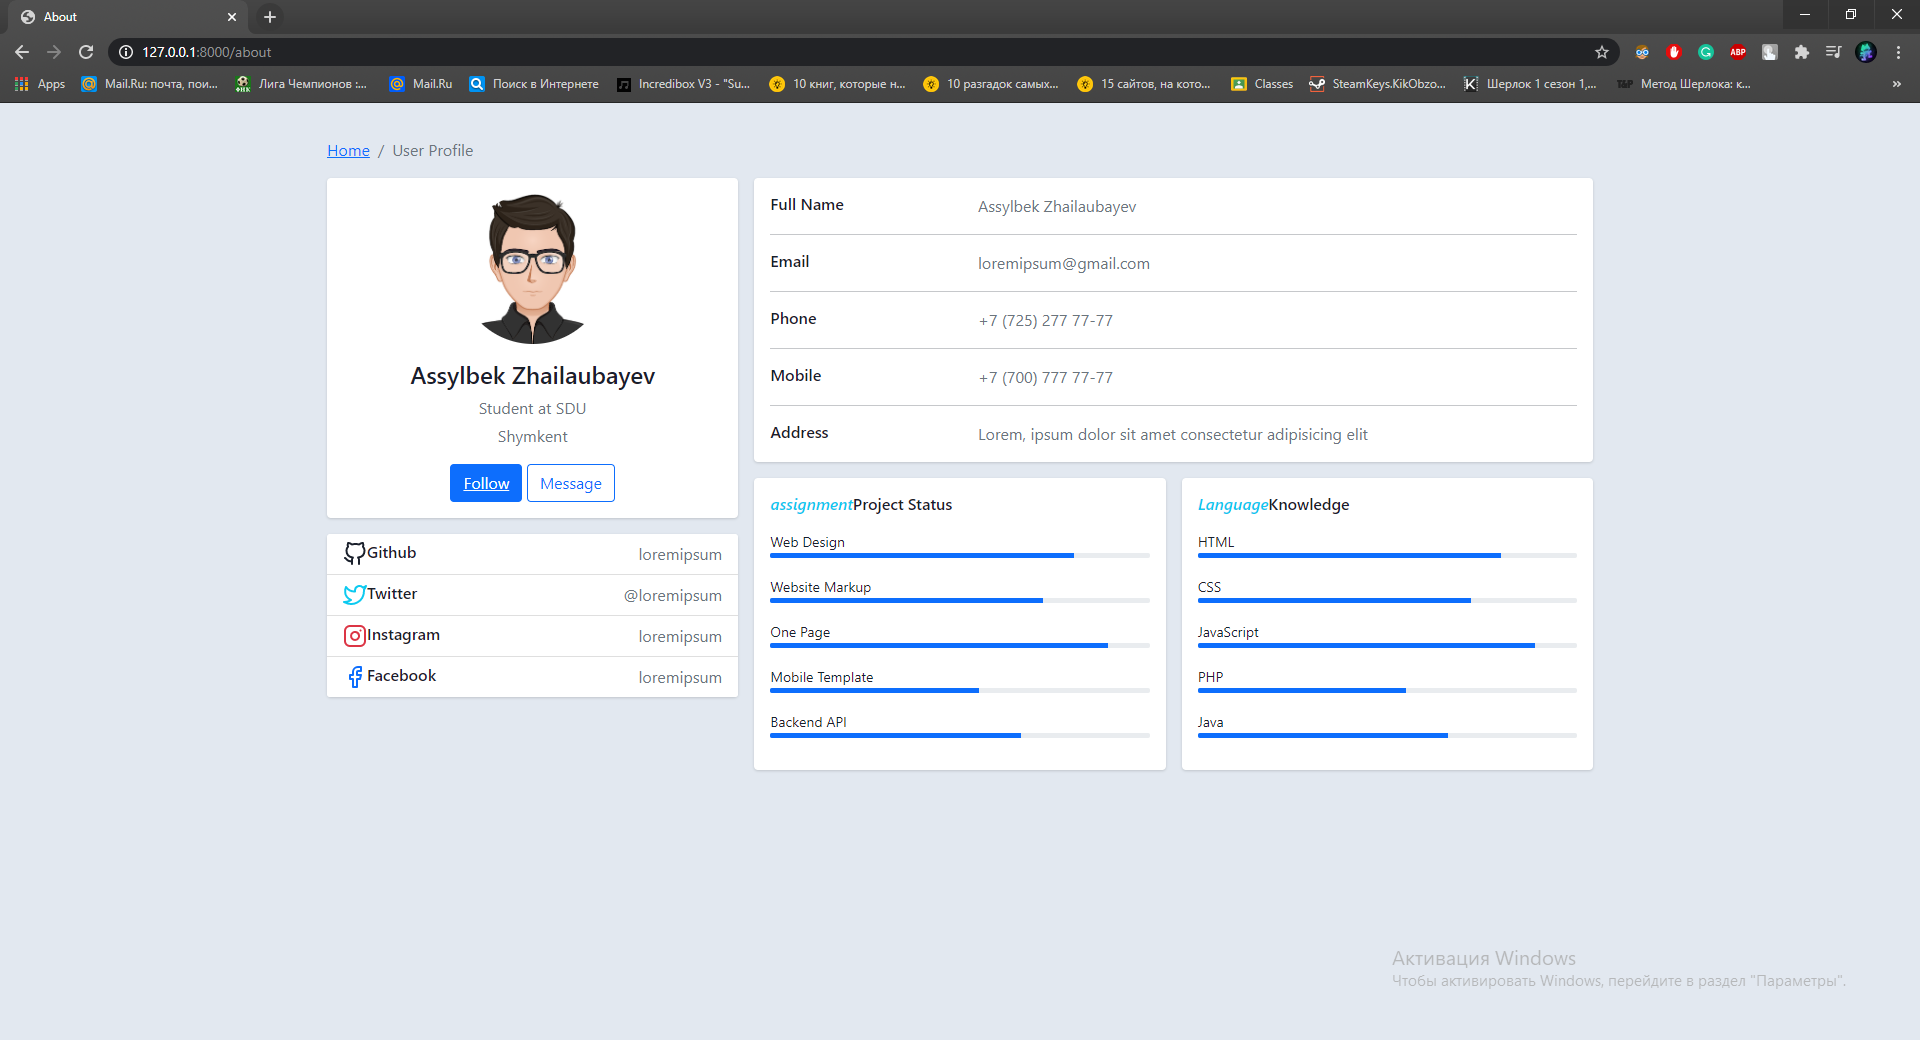 About
127.0.0.1:8000/about
Apps
Mail.Ru: почта, пои...
Лига Чемпионов :...
Mail.Ru
Поиск в Интернете
Incredibox V3 - "Su...
10 книг, которые н...
10 разгадок самых...
15 сайтов, на кото...
Classes
SteamKeys.KikObzo...
Шерлок 1 сезон 1,...
T&P Метод Шерлока: к...
ABP
Home / User Profile
Assylbek Zhailaubayev
Student at SDU
Shymkent
Follow Message
Github loremipsum
Twitter @loremipsum
Instagram loremipsum
Facebook loremipsum
Full Name Assylbek Zhailaubayev
Email loremipsum@gmail.com
Phone +7 (725) 277 77-77
Mobile +7 (700) 777 77-77
Address Lorem, ipsum dolor sit amet consectetur adipisicing elit
assignmentProject Status
Web Design
Website Markup
One Page
Mobile Template
Backend API
LanguageKnowledge
HTML
CSS
JavaScript
PHP
Java
Активация Windows
Чтобы активировать Windows, перейдите в раздел "Параметры".